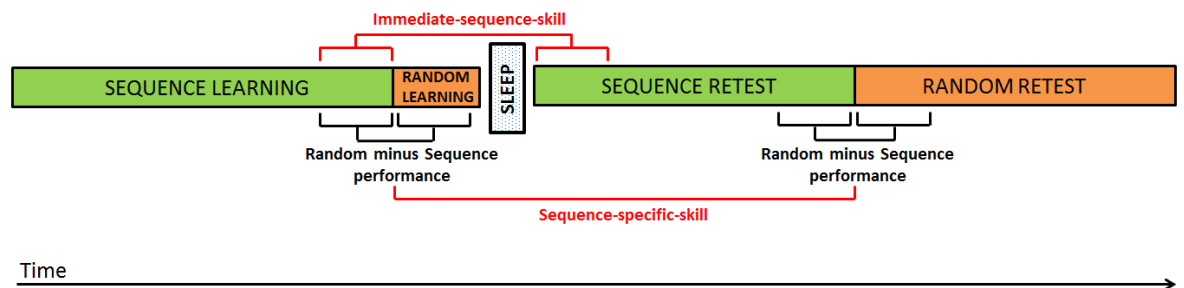 Immediate-sequence-skill
SEQUENCE LEARNING
RANDOM
LEARNING
SLEEP
SEQUENCE RETEST
RANDOM RETEST
Random minus Sequence
performance
Random minus Sequence
performance
Sequence-specific-skill
Time